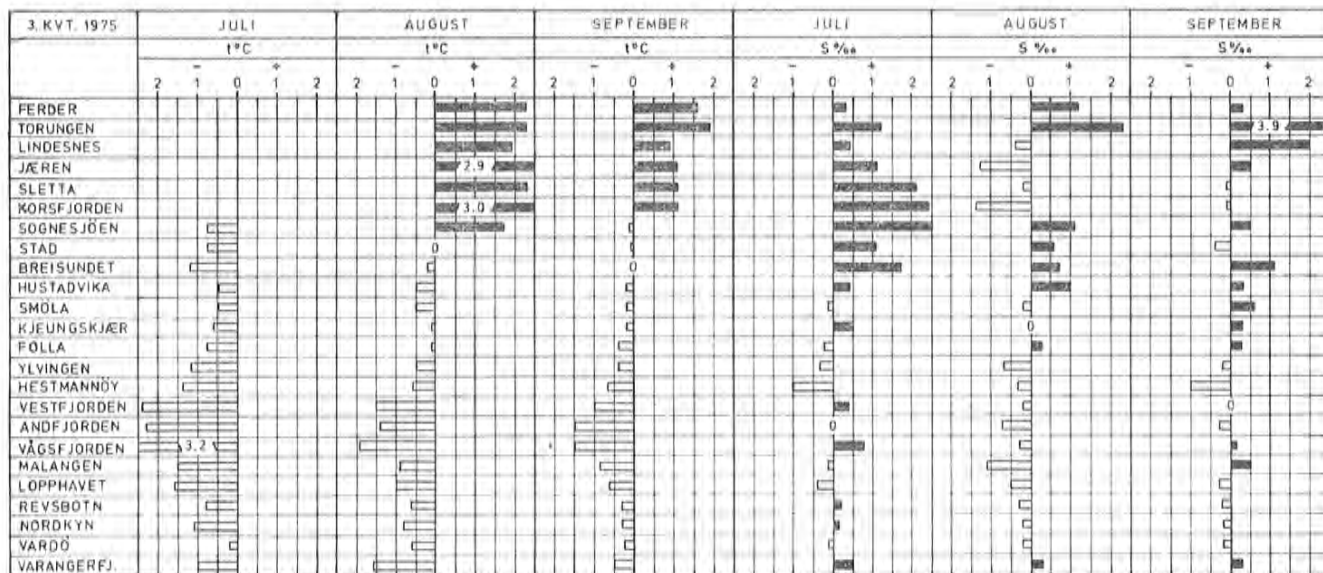 3. KVT. 1975 JULI AUGUST SEPTEMBER JULI AUGUST SEPTEMBER
t°C t°C t°C S‰ S‰ S‰
- + - + - + - + - + - +
2 1 0 1 2 2 1 0 1 2 2 1 0 1 2 2 1 0 1 2 2 1 0 1 2 2 1 0 1 2
FERDER
TORUNGEN 3.9
LINDESNES
JÆREN 2.9
SLETTA
KORSFJORDEN 3.0
SOGNESJÖEN
STAD 0
BREISUNDET 0
HUSTADVIKA
SMÖLA
KJEUNGSKJÆR 0
FOLLA
YLVINGEN
HESTMANNÖY
VESTFJORDEN 0
ANDFJORDEN 0
VÅGSFJORDEN 3.2
MALANGEN
LOPPHAVET
REVSBOTN
NORDKYN
VARDÖ
VARANGERFJ.